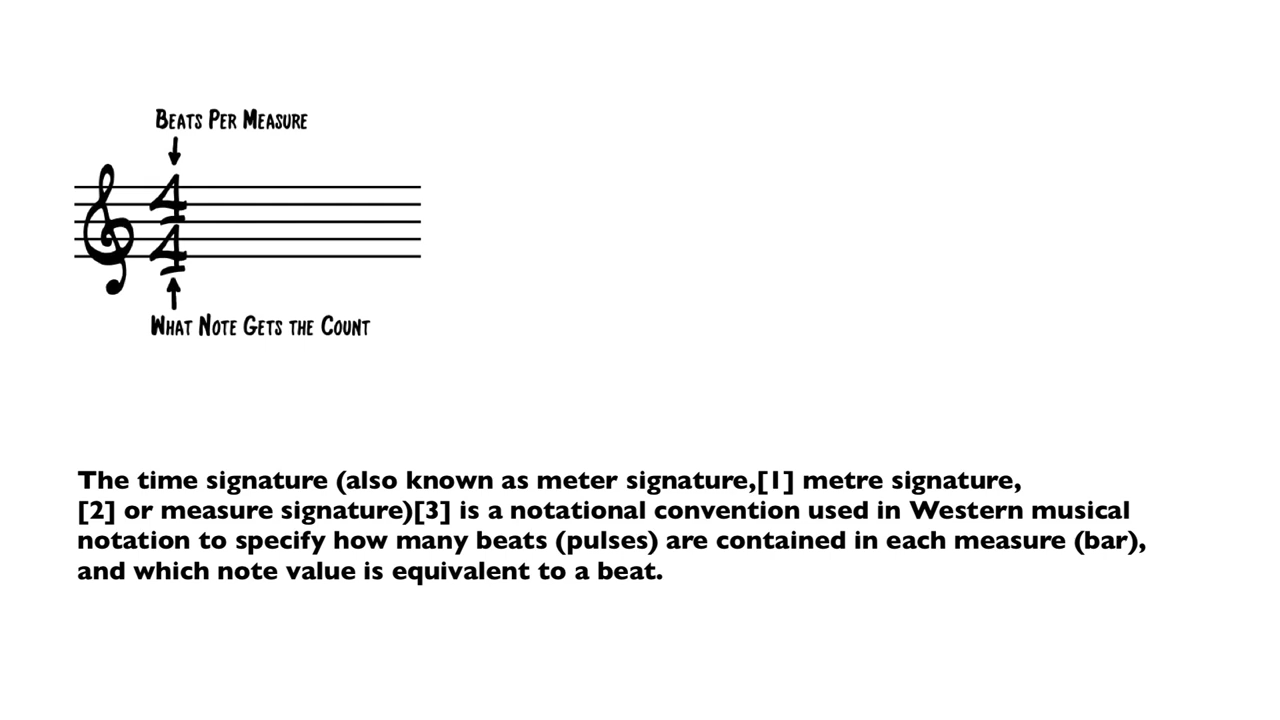 Beats Per Measure
4
4
What Note Gets the Count
The time signature (also known as meter signature,[1] metre signature,
[2] or measure signature)[3] is a notational convention used in Western musical
notation to specify how many beats (pulses) are contained in each measure (bar),
and which note value is equivalent to a beat.